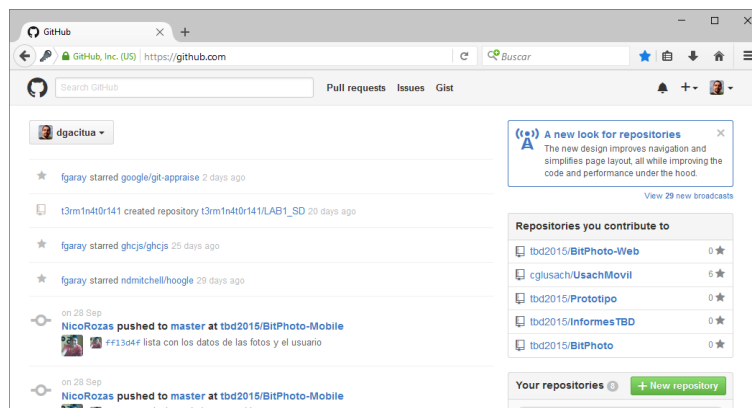 GitHub
GitHub, Inc. (US) https://github.com
Buscar
Search GitHub
Pull requests Issues Gist
dgacitua
fgaray starred google/git-appraise 2 days ago
t3rm1n4t0r141 created repository t3rm1n4t0r141/LAB1_SD 20 days ago
fgaray starred ghcjs/ghcjs 25 days ago
fgaray starred ndmitchell/hoogle 29 days ago
on 28 Sep
NicoRozas pushed to master at tbd2015/BitPhoto-Mobile
ff13d4f lista con los datos de las fotos y el usuario
on 28 Sep
NicoRozas pushed to master at tbd2015/BitPhoto-Mobile
A new look for repositories
The new design improves navigation and
simplifies page layout, all while improving the
code and performance under the hood.
View 29 new broadcasts
Repositories you contribute to
tbd2015/BitPhoto-Web 0
cglusach/UsachMovil 6
tbd2015/Prototipo 0
tbd2015/InformesTBD 0
tbd2015/BitPhoto 0
Your repositories 8 New repository